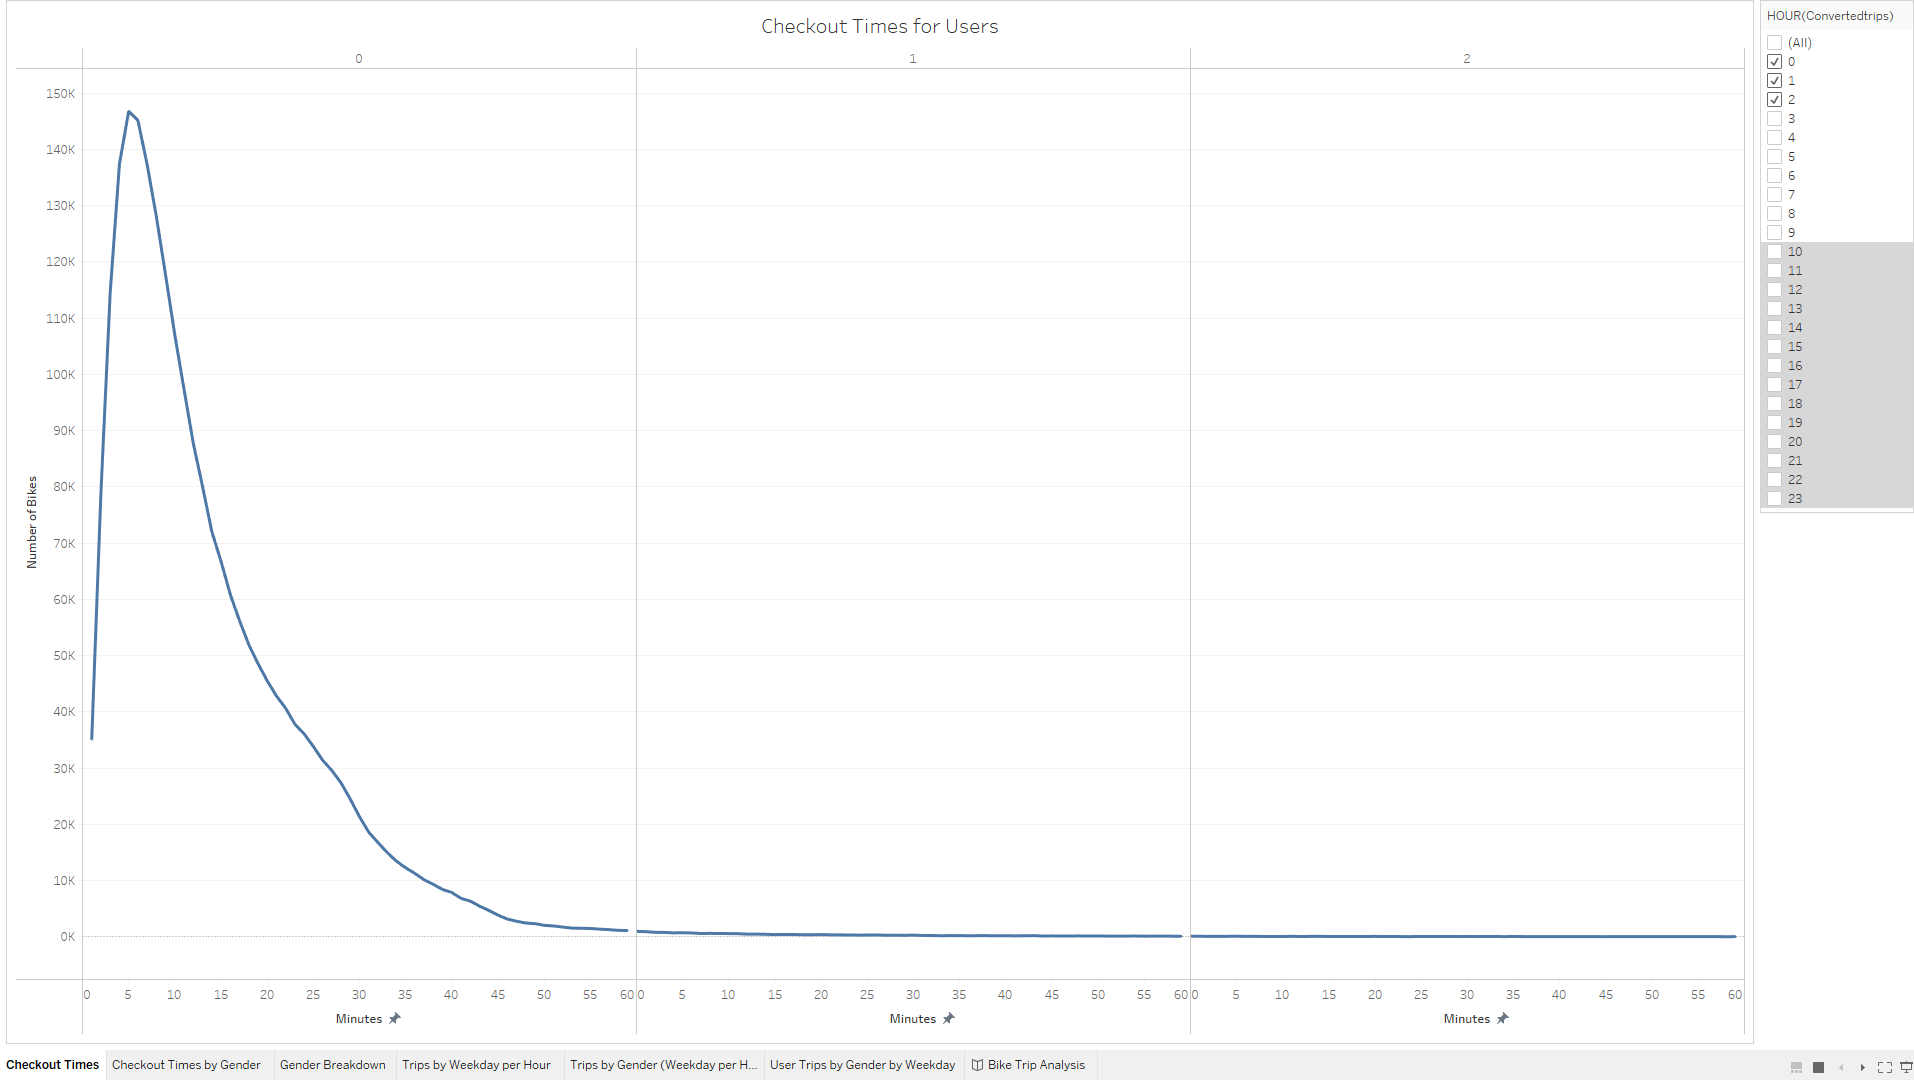 Checkout Times for Users
0 1 2
150K
140K
130K
120K
110K
100K
90K
80K
70K
60K
50K
40K
30K
20K
10K
0K
Number of Bikes
0 5 10 15 20 25 30 35 40 45 50 55 60 0 5 10 15 20 25 30 35 40 45 50 55 60 0 5 10 15 20 25 30 35 40 45 50 55 60
Minutes Minutes Minutes
HOUR(Convertedtrips)
(All)
0
1
2
3
4
5
6
7
8
9
10
11
12
13
14
15
16
17
18
19
20
21
22
23
Checkout Times Checkout Times by Gender Gender Breakdown Trips by Weekday per Hour Trips by Gender (Weekday per H... User Trips by Gender by Weekday Bike Trip Analysis